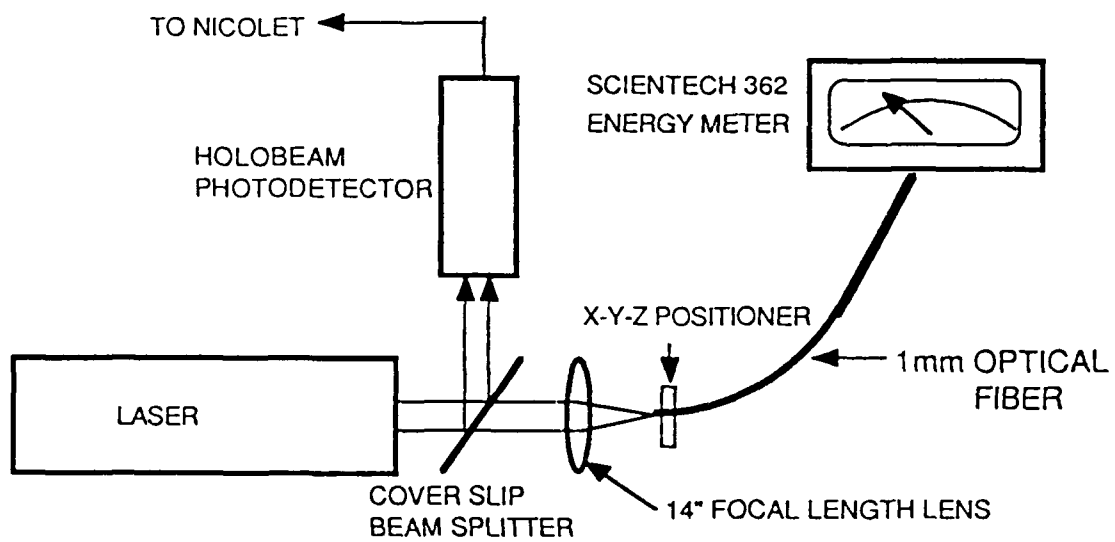 TO NICOLET
SCIENTECH 362
ENERGY METER
HOLOBEAM
PHOTODETECTOR
X-Y-Z POSITIONER
1mm OPTICAL
FIBER
LASER
COVER SLIP
BEAM SPLITTER
14" FOCAL LENGTH LENS